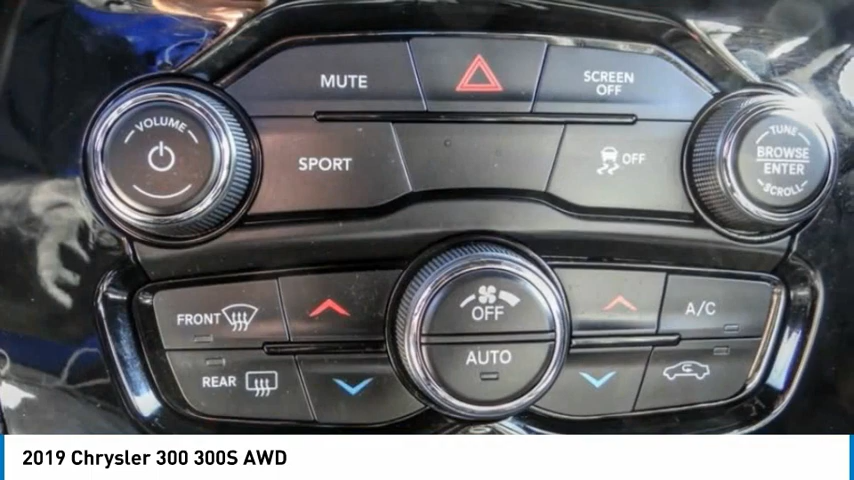 MUTE
SCREEN
OFF
VOLUME
SPORT
OFF
TUNE
BROWSE
ENTER
SCROLL
FRONT
OFF
A/C
AUTO
REAR
2019 Chrysler 300 300S AWD